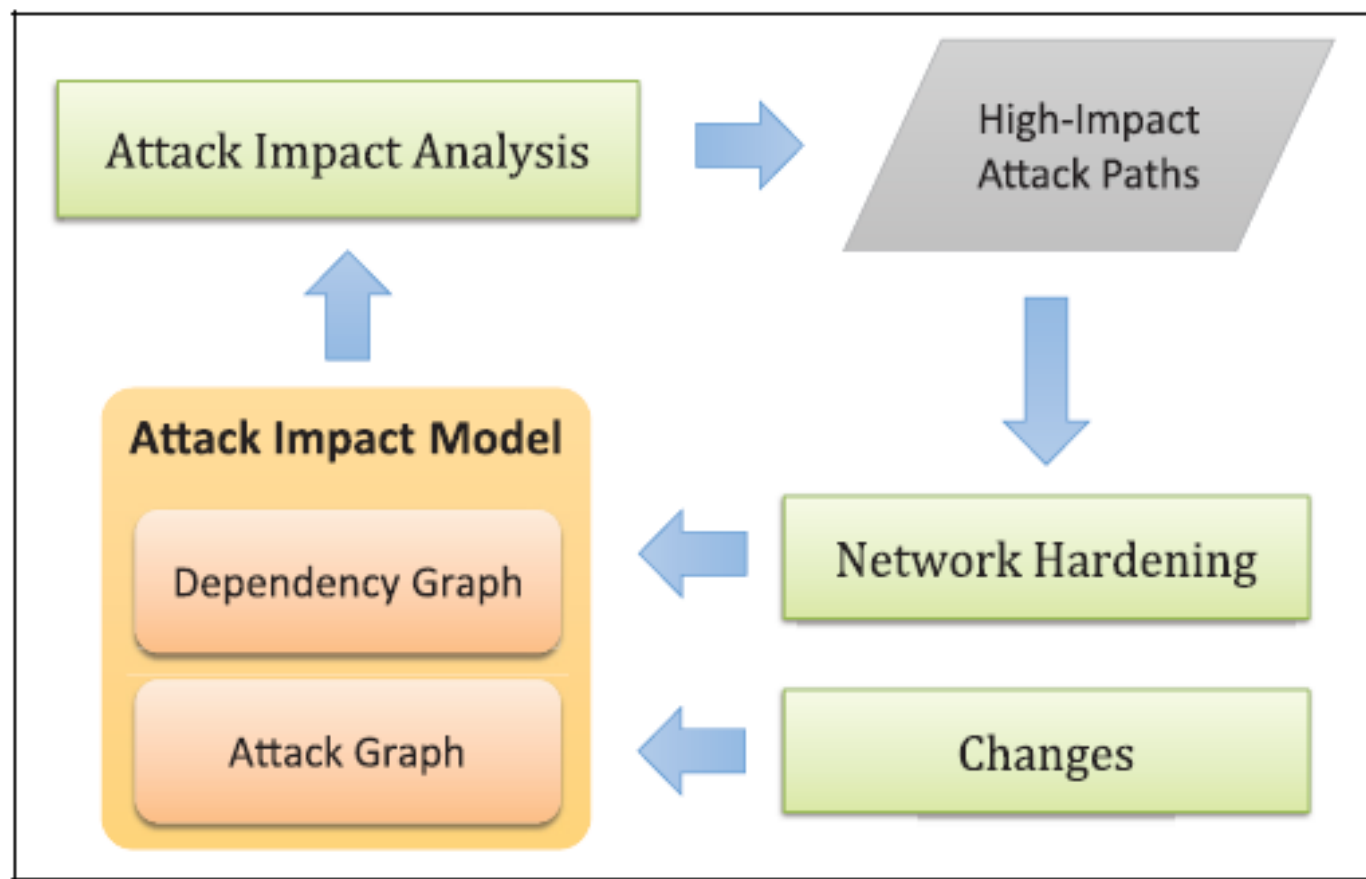 Attack Impact Analysis
High-Impact
Attack Paths
Attack Impact Model
Dependency Graph
Attack Graph
Network Hardening
Changes